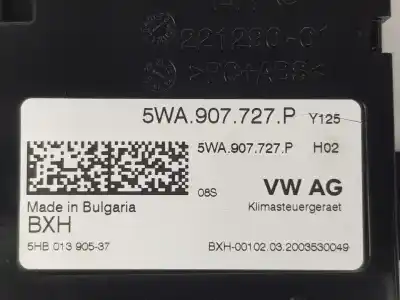 221290-01
>PC+ABS<
5WA.907.727.P Y125
5WA.907.727.P H02
08S VW AG
Made in Bulgaria Klimasteuergeraet
BXH
5HB 013 905-37 BXH-00102.03.2003530049